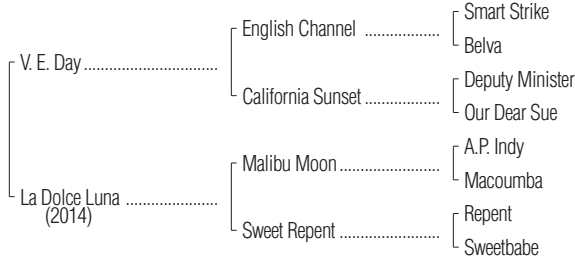 Smart Strike
English Channel ..................
Belva
V. E. Day ................................
Deputy Minister
California Sunset ..................
Our Dear Sue
A.P. Indy
Malibu Moon ........................
Macoumba
La Dolce Luna ......................
(2014)
Repent
Sweet Repent ........................
Sweetbabe